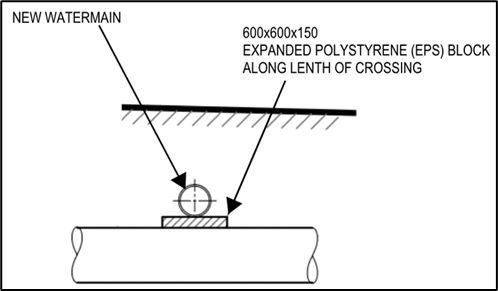 NEW WATERMAIN
600x600x150
EXPANDED POLYSTYRENE (EPS) BLOCK
ALONG LENTH OF CROSSING